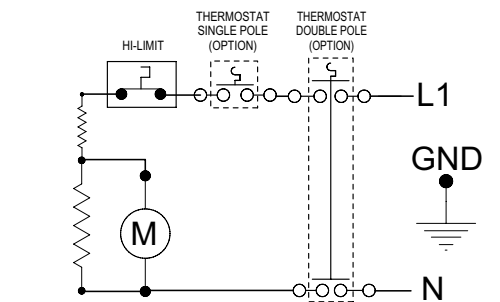 HI-LIMIT
THERMOSTAT
SINGLE POLE
(OPTION)
THERMOSTAT
DOUBLE POLE
(OPTION)
L1
GND
M
N